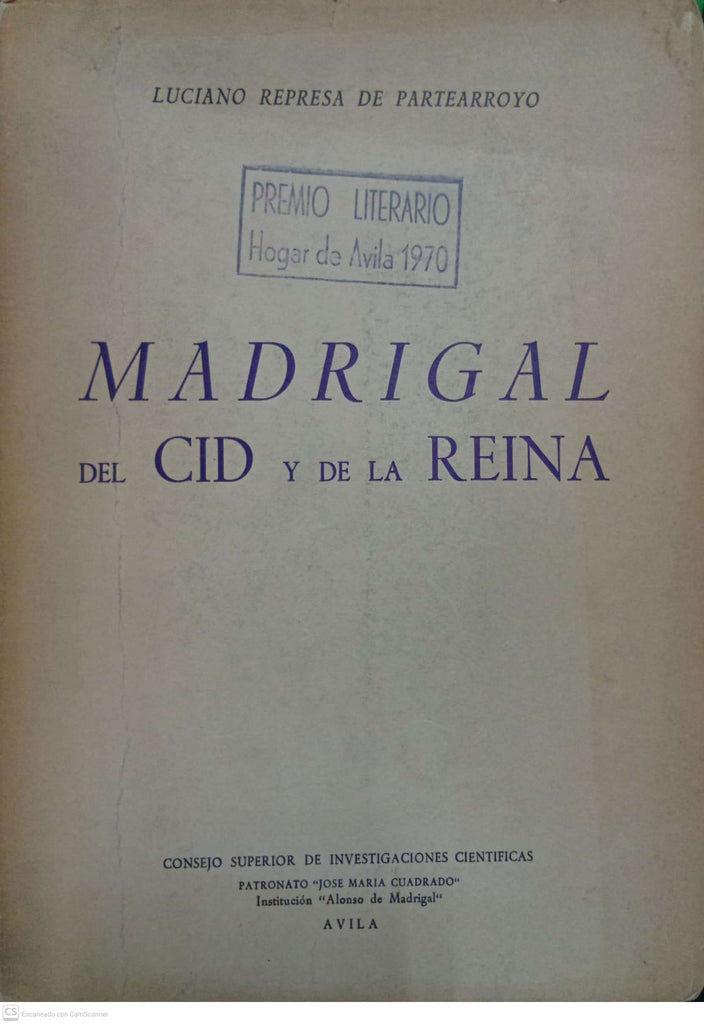 LUCIANO REPRESA DE PARTEARROYO
PREMIO LITERARIO
Hogar de Avila 1970
MADRIGAL
DEL CID Y DE LA REINA
CONSEJO SUPERIOR DE INVESTIGACIONES CIENTIFICAS
PATRONATO "JOSE MARIA CUADRADO"
Institución "Alonso de Madrigal"
AVILA
CS Escaneado con CamScanner